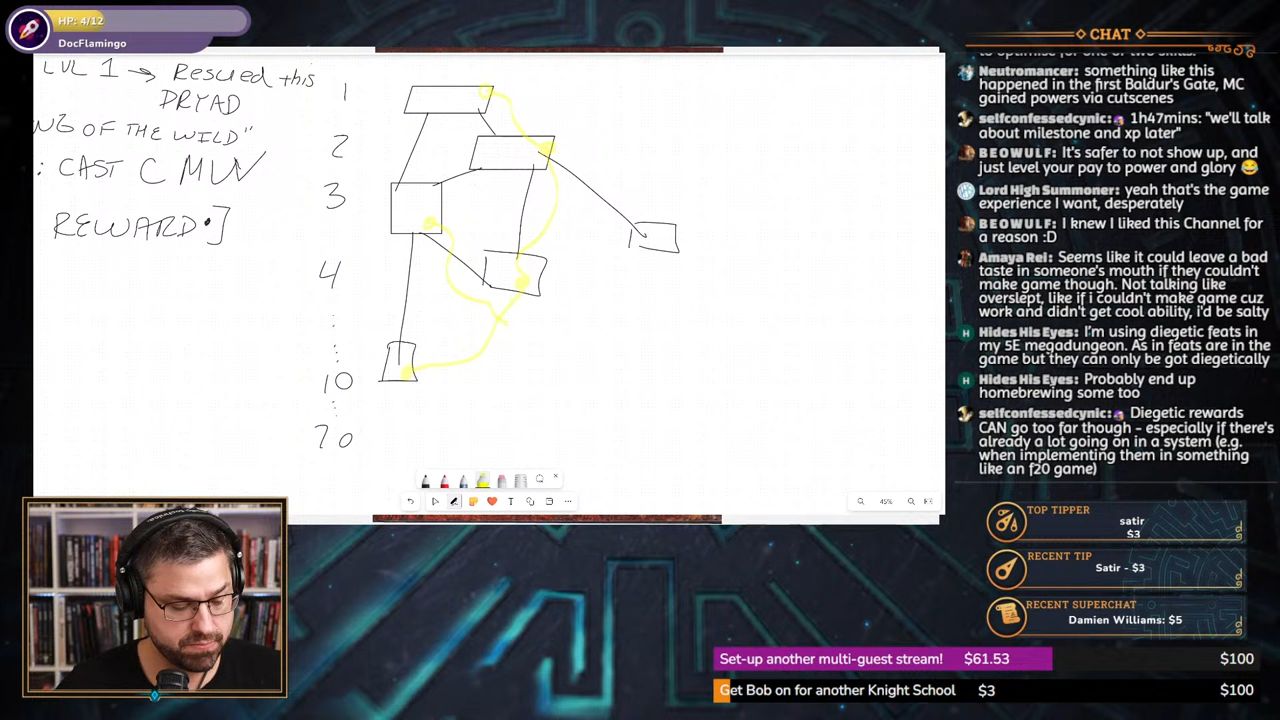 HP: 4/12
DocFlamingo
LVL 1 → Rescued this
DRYAD
NG OF THE WILD"
: CAST C M W
REWARD•]
1
2
3
4
10
20
45%
CHAT
Neutromancer: something like this
happened in the first Baldur's Gate, MC
gained powers via cutscenes
selfconfessedcynic: 1h47mins: "we'll talk
about milestone and xp later"
BEOWULF: It's safer to not show up, and
just level your pay to power and glory 😂
Lord High Summoner: yeah that's the game
experience I want, desperately
BEOWULF: I knew I liked this Channel for
a reason :D
Amaya Rei: Seems like it could leave a bad
taste in someone's mouth if they couldn't
make game though. Not talking like
overslept, like if i couldn't make game cuz
work and didn't get cool ability, i'd be salty
Hides His Eyes: I'm using diegetic feats in
my 5E megadungeon. As in feats are in the
game but they can only be got diegetically
Hides His Eyes: Probably end up
homebrewing some too
selfconfessedcynic: Diegetic rewards
CAN go too far though - especially if there's
already a lot going on in a system (e.g.
when implementing them in something
like an f20 game)
TOP TIPPER
satir
$3
RECENT TIP
Satir - $3
RECENT SUPERCHAT
Damien Williams: $5
Set-up another multi-guest stream! $61.53 $100
Get Bob on for another Knight School $3 $100